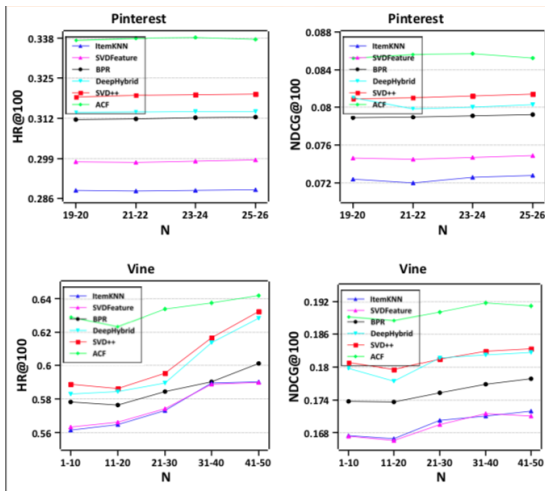 Pinterest
HR@100
0.338
0.325
0.312
0.299
0.286
ItemKNN
SVDFeature
BPR
DeepHybrid
SVD++
ACF
19-20 21-22 23-24 25-26
N
Pinterest
NDCG@100
0.088
0.084
0.08
0.076
0.072
ItemKNN
SVDFeature
BPR
DeepHybrid
SVD++
ACF
19-20 21-22 23-24 25-26
N
Vine
HR@100
0.64
0.62
0.6
0.58
0.56
ItemKNN
SVDFeature
BPR
DeepHybrid
SVD++
ACF
1-10 11-20 21-30 31-40 41-50
N
Vine
NDCG@100
0.192
0.186
0.18
0.174
0.168
ItemKNN
SVDFeature
BPR
DeepHybrid
SVD++
ACF
1-10 11-20 21-30 31-40 41-50
N